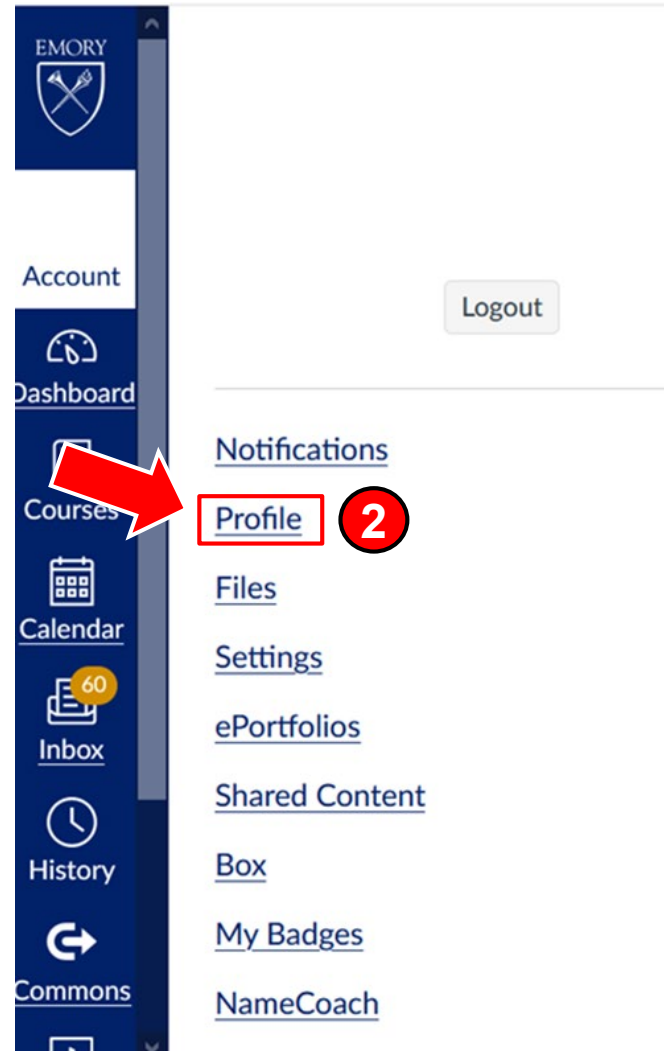 EMORY
Account
Dashboard
Courses
Calendar
60
Inbox
History
Commons
Logout
Notifications
Profile
2
Files
Settings
ePortfolios
Shared Content
Box
My Badges
NameCoach